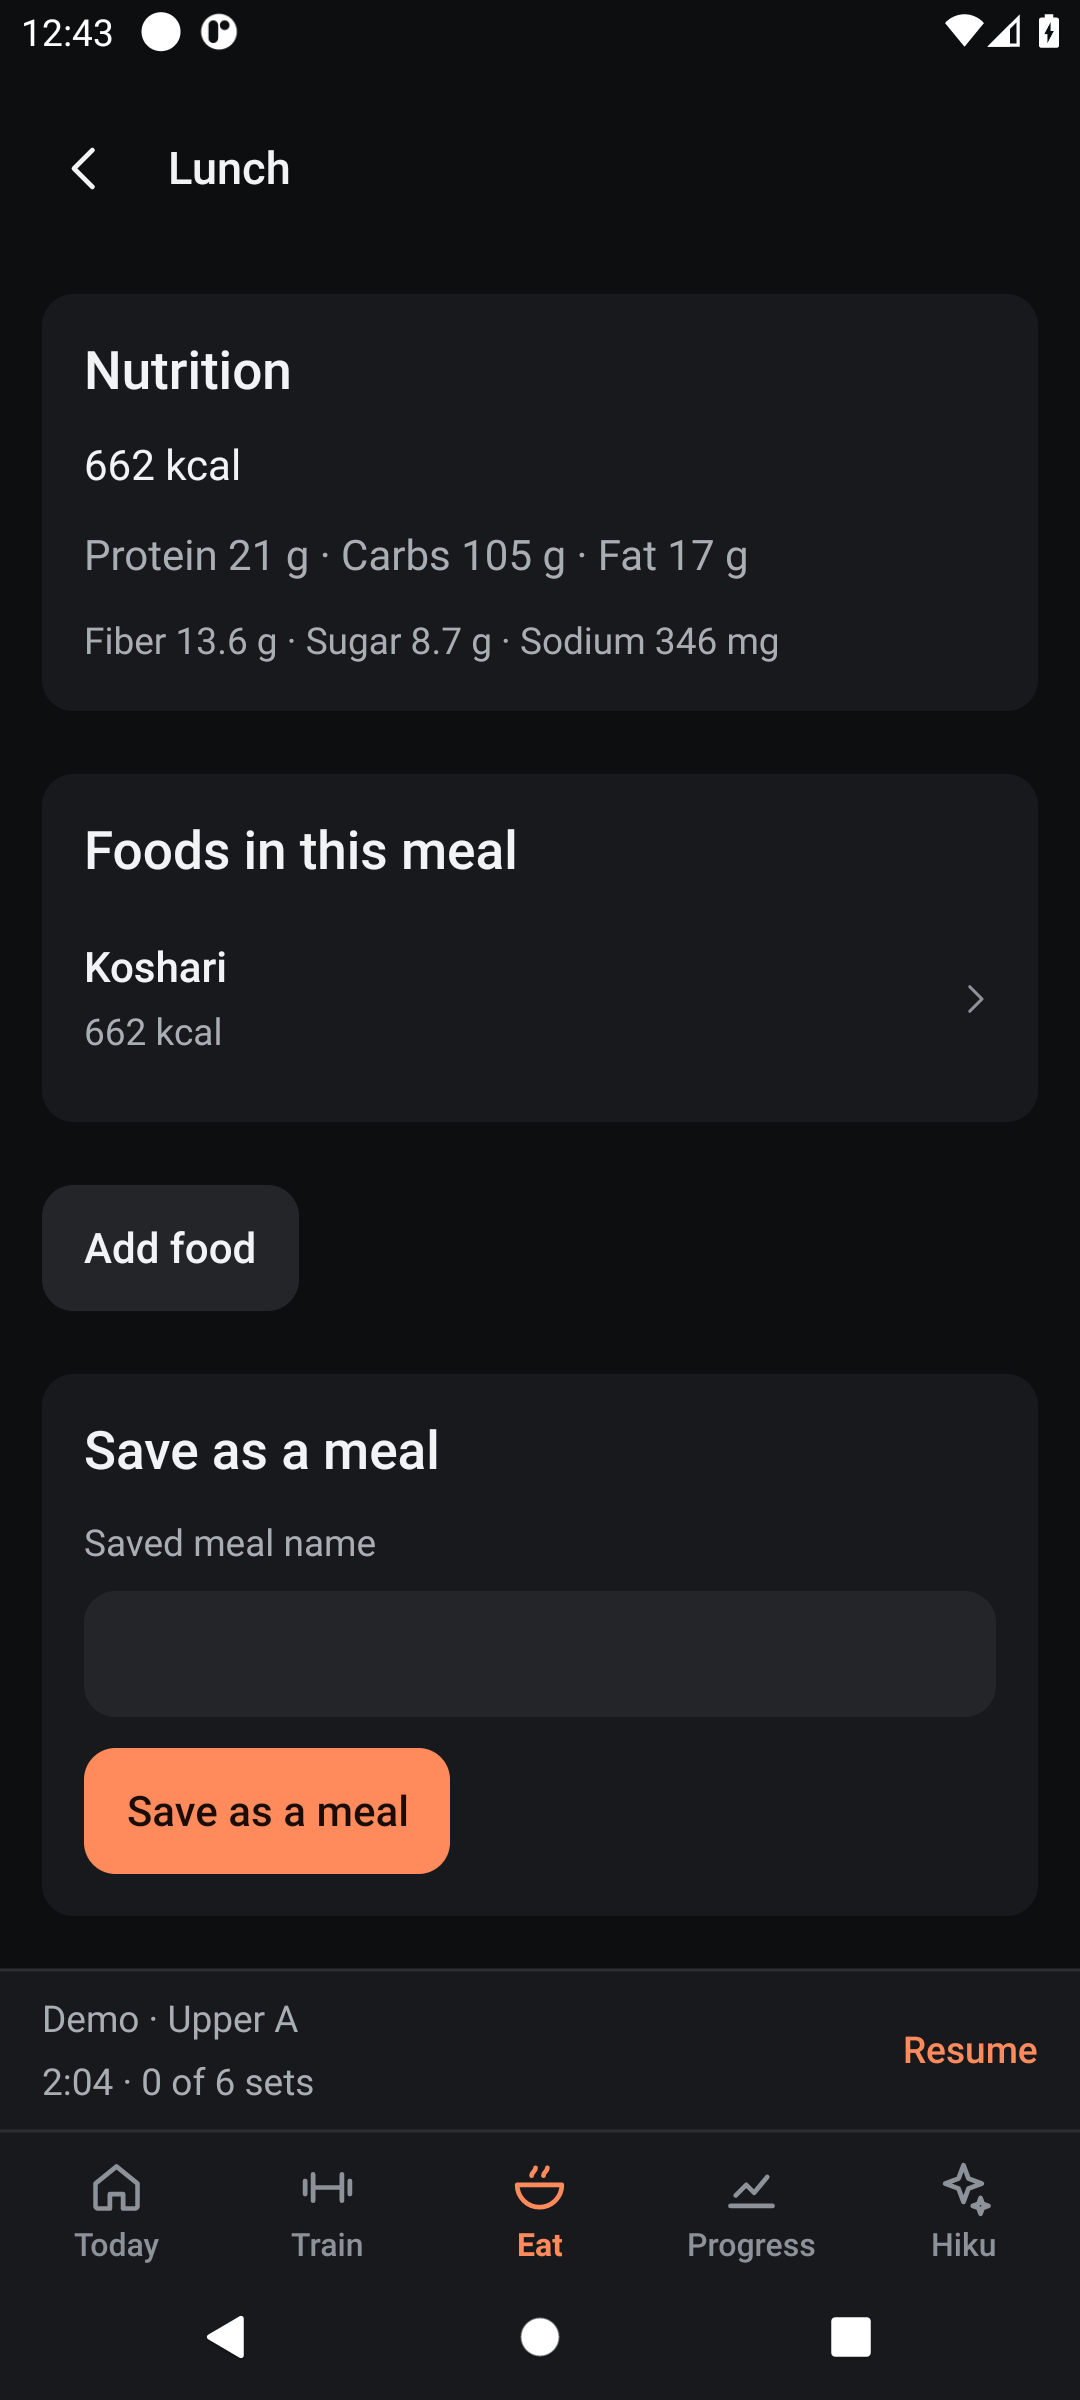 12:43
Lunch
Nutrition
662 kcal
Protein 21 g · Carbs 105 g · Fat 17 g
Fiber 13.6 g · Sugar 8.7 g · Sodium 346 mg
Foods in this meal
Koshari
662 kcal
Add food
Save as a meal
Saved meal name
Save as a meal
Demo · Upper A
2:04 · 0 of 6 sets
Resume
Today
Train
Eat
Progress
Hiku